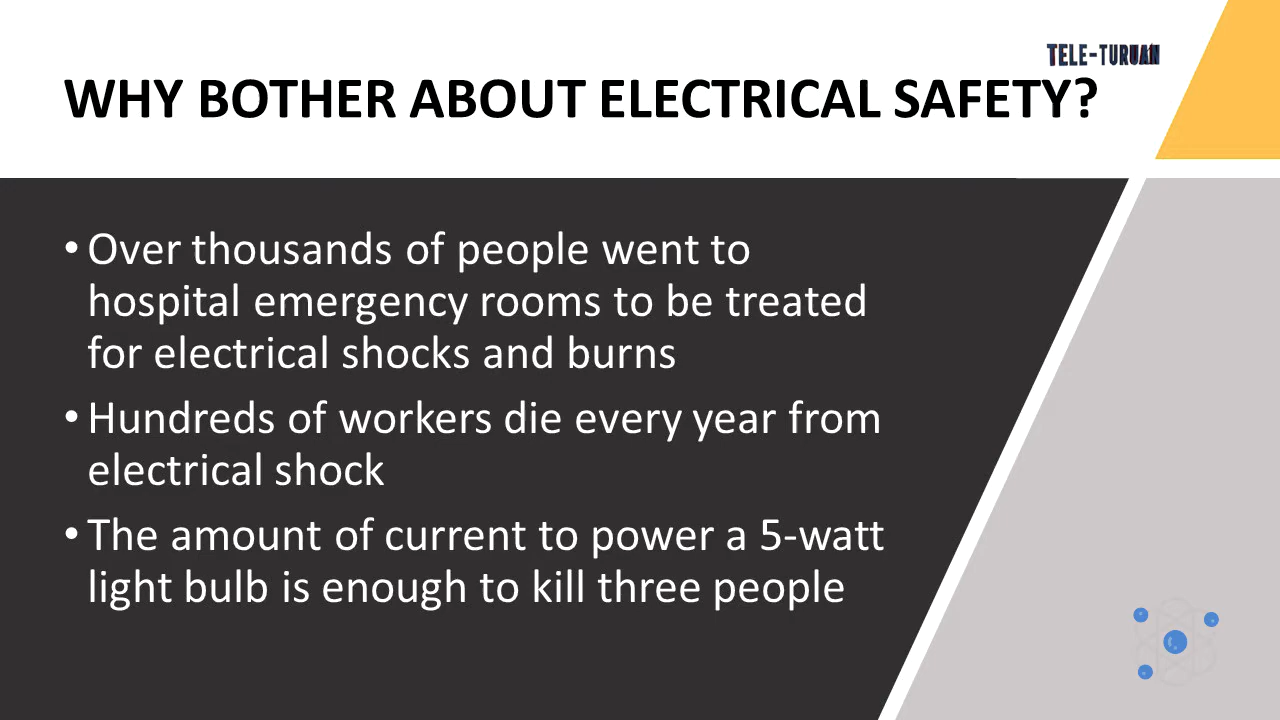 TELE-TURUAN
WHY BOTHER ABOUT ELECTRICAL SAFETY?
• Over thousands of people went to
hospital emergency rooms to be treated
for electrical shocks and burns
• Hundreds of workers die every year from
electrical shock
• The amount of current to power a 5-watt
light bulb is enough to kill three people